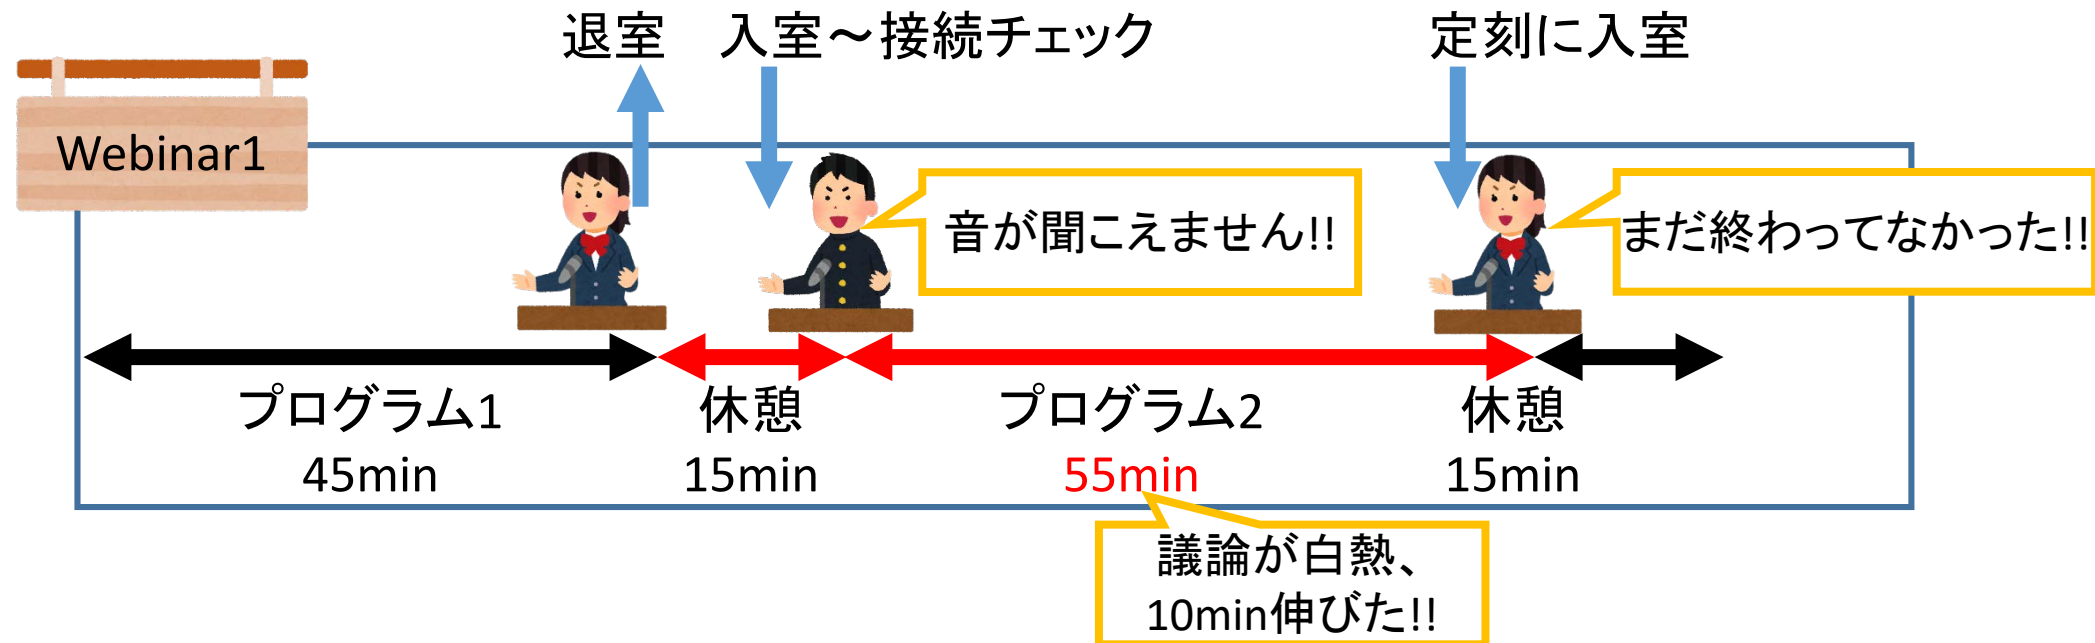 退室
入室～接続チェック
定刻に入室
Webinar1
音が聞こえません!!
まだ終わってなかった!!
プログラム1
休憩
プログラム2
休憩
45min
15min
55min
15min
議論が白熱、
10min伸びた!!